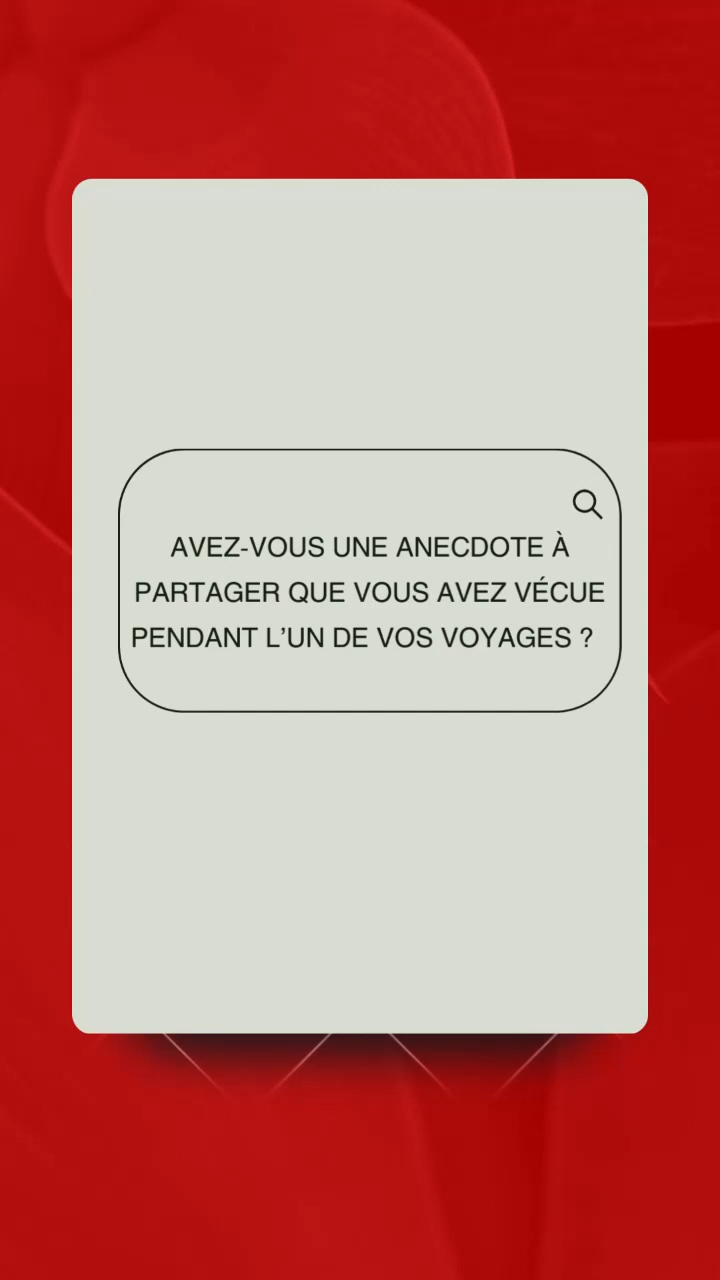 AVEZ-VOUS UNE ANECDOTE À
PARTAGER QUE VOUS AVEZ VÉCUE
PENDANT L’UN DE VOS VOYAGES ?